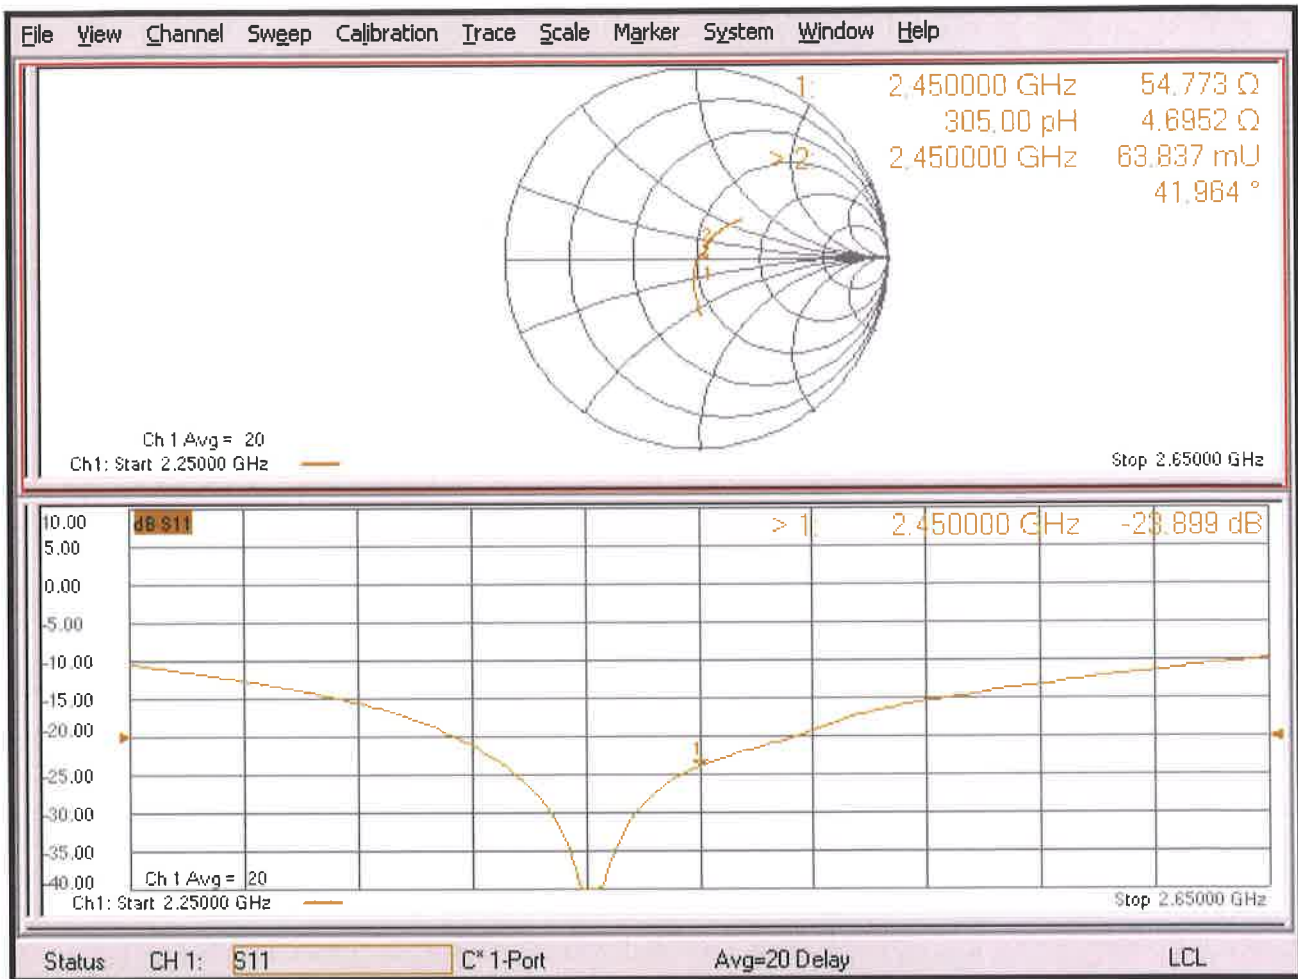 File View Channel Sweep Calibration Trace Scale Marker System Window Help
1: 2.450000 GHz 54.773 Ω
305.00 pH 4.6952 Ω
> 2: 2.450000 GHz 63.837 mU
41.964 °
2
1
Ch 1 Avg = 20
Ch1: Start 2.25000 GHz
Stop 2.65000 GHz
10.00 dB S11 > 1: 2.450000 GHz -23.899 dB
5.00
0.00
-5.00
-10.00
-15.00
-20.00
1
-25.00
-30.00
-35.00
-40.00 Ch 1 Avg = 20
Ch1: Start 2.25000 GHz
Stop 2.65000 GHz
Status CH 1: S11 C* 1-Port Avg=20 Delay LCL